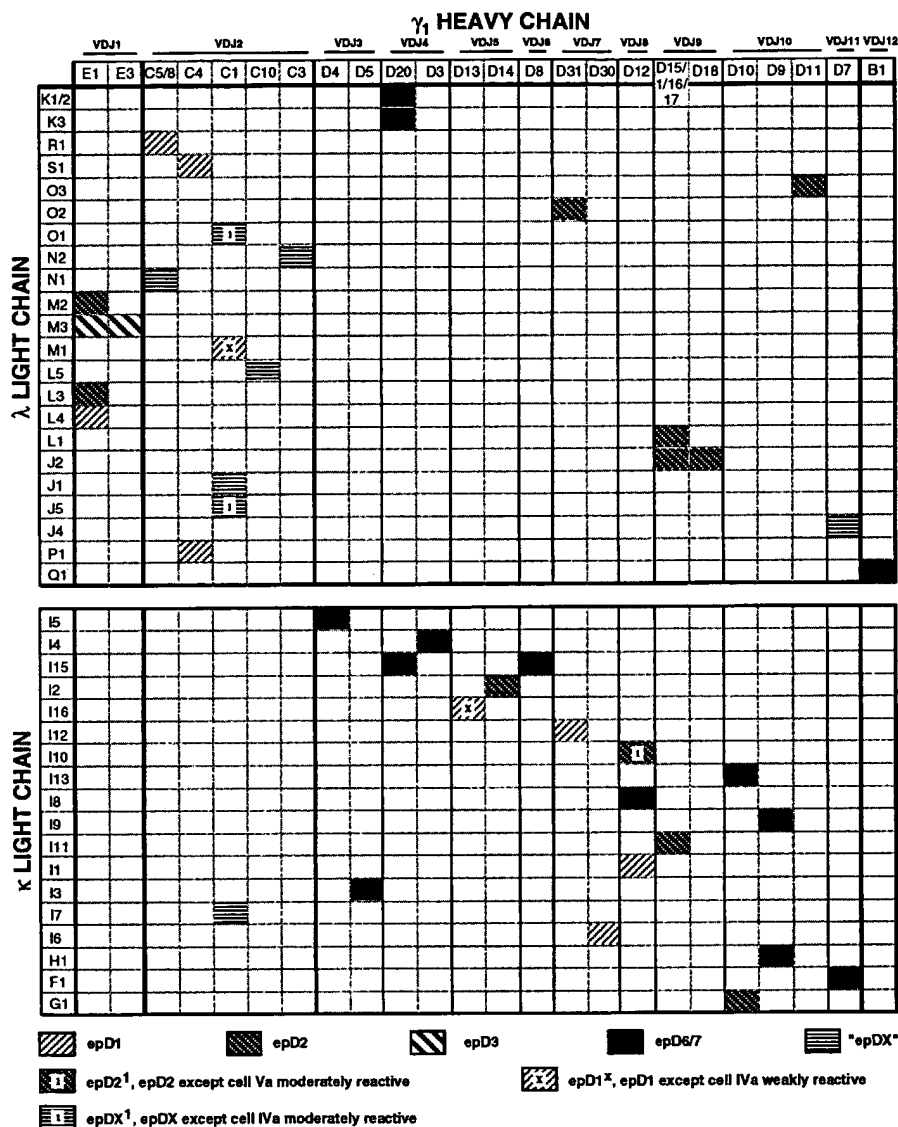 γ1 HEAVY CHAIN
VDJ1 VDJ2 VDJ3 VDJ4 VDJ5 VDJ6 VDJ7 VDJ8 VDJ9 VDJ10 VDJ11 VDJ12
E1 E3 C5/8 C4 C1 C10 C3 D4 D5 D20 D3 D13 D14 D8 D31 D30 D12 D15/1/16/17 D18 D10 D9 D11 D7 B1
λ LIGHT CHAIN
K1/2
K3
R1
S1
O3
O2
O1 1
N2
N1
M2
M3
M1 X
L5
L3
L4
L1
J2
J1
J5 1
J4
P1
Q1
κ LIGHT CHAIN
I5
I4
I15
I2
I16 X
I12
I10 1
I13
I8
I9
I11
I1
I3
I7
I6
H1
F1
G1
epD1 epD2 epD3 epD6/7 "epDX"
1 epD2¹, epD2 except cell Va moderately reactive X epD1ˣ, epD1 except cell IVa weakly reactive
1 epDX¹, epDX except cell IVa moderately reactive